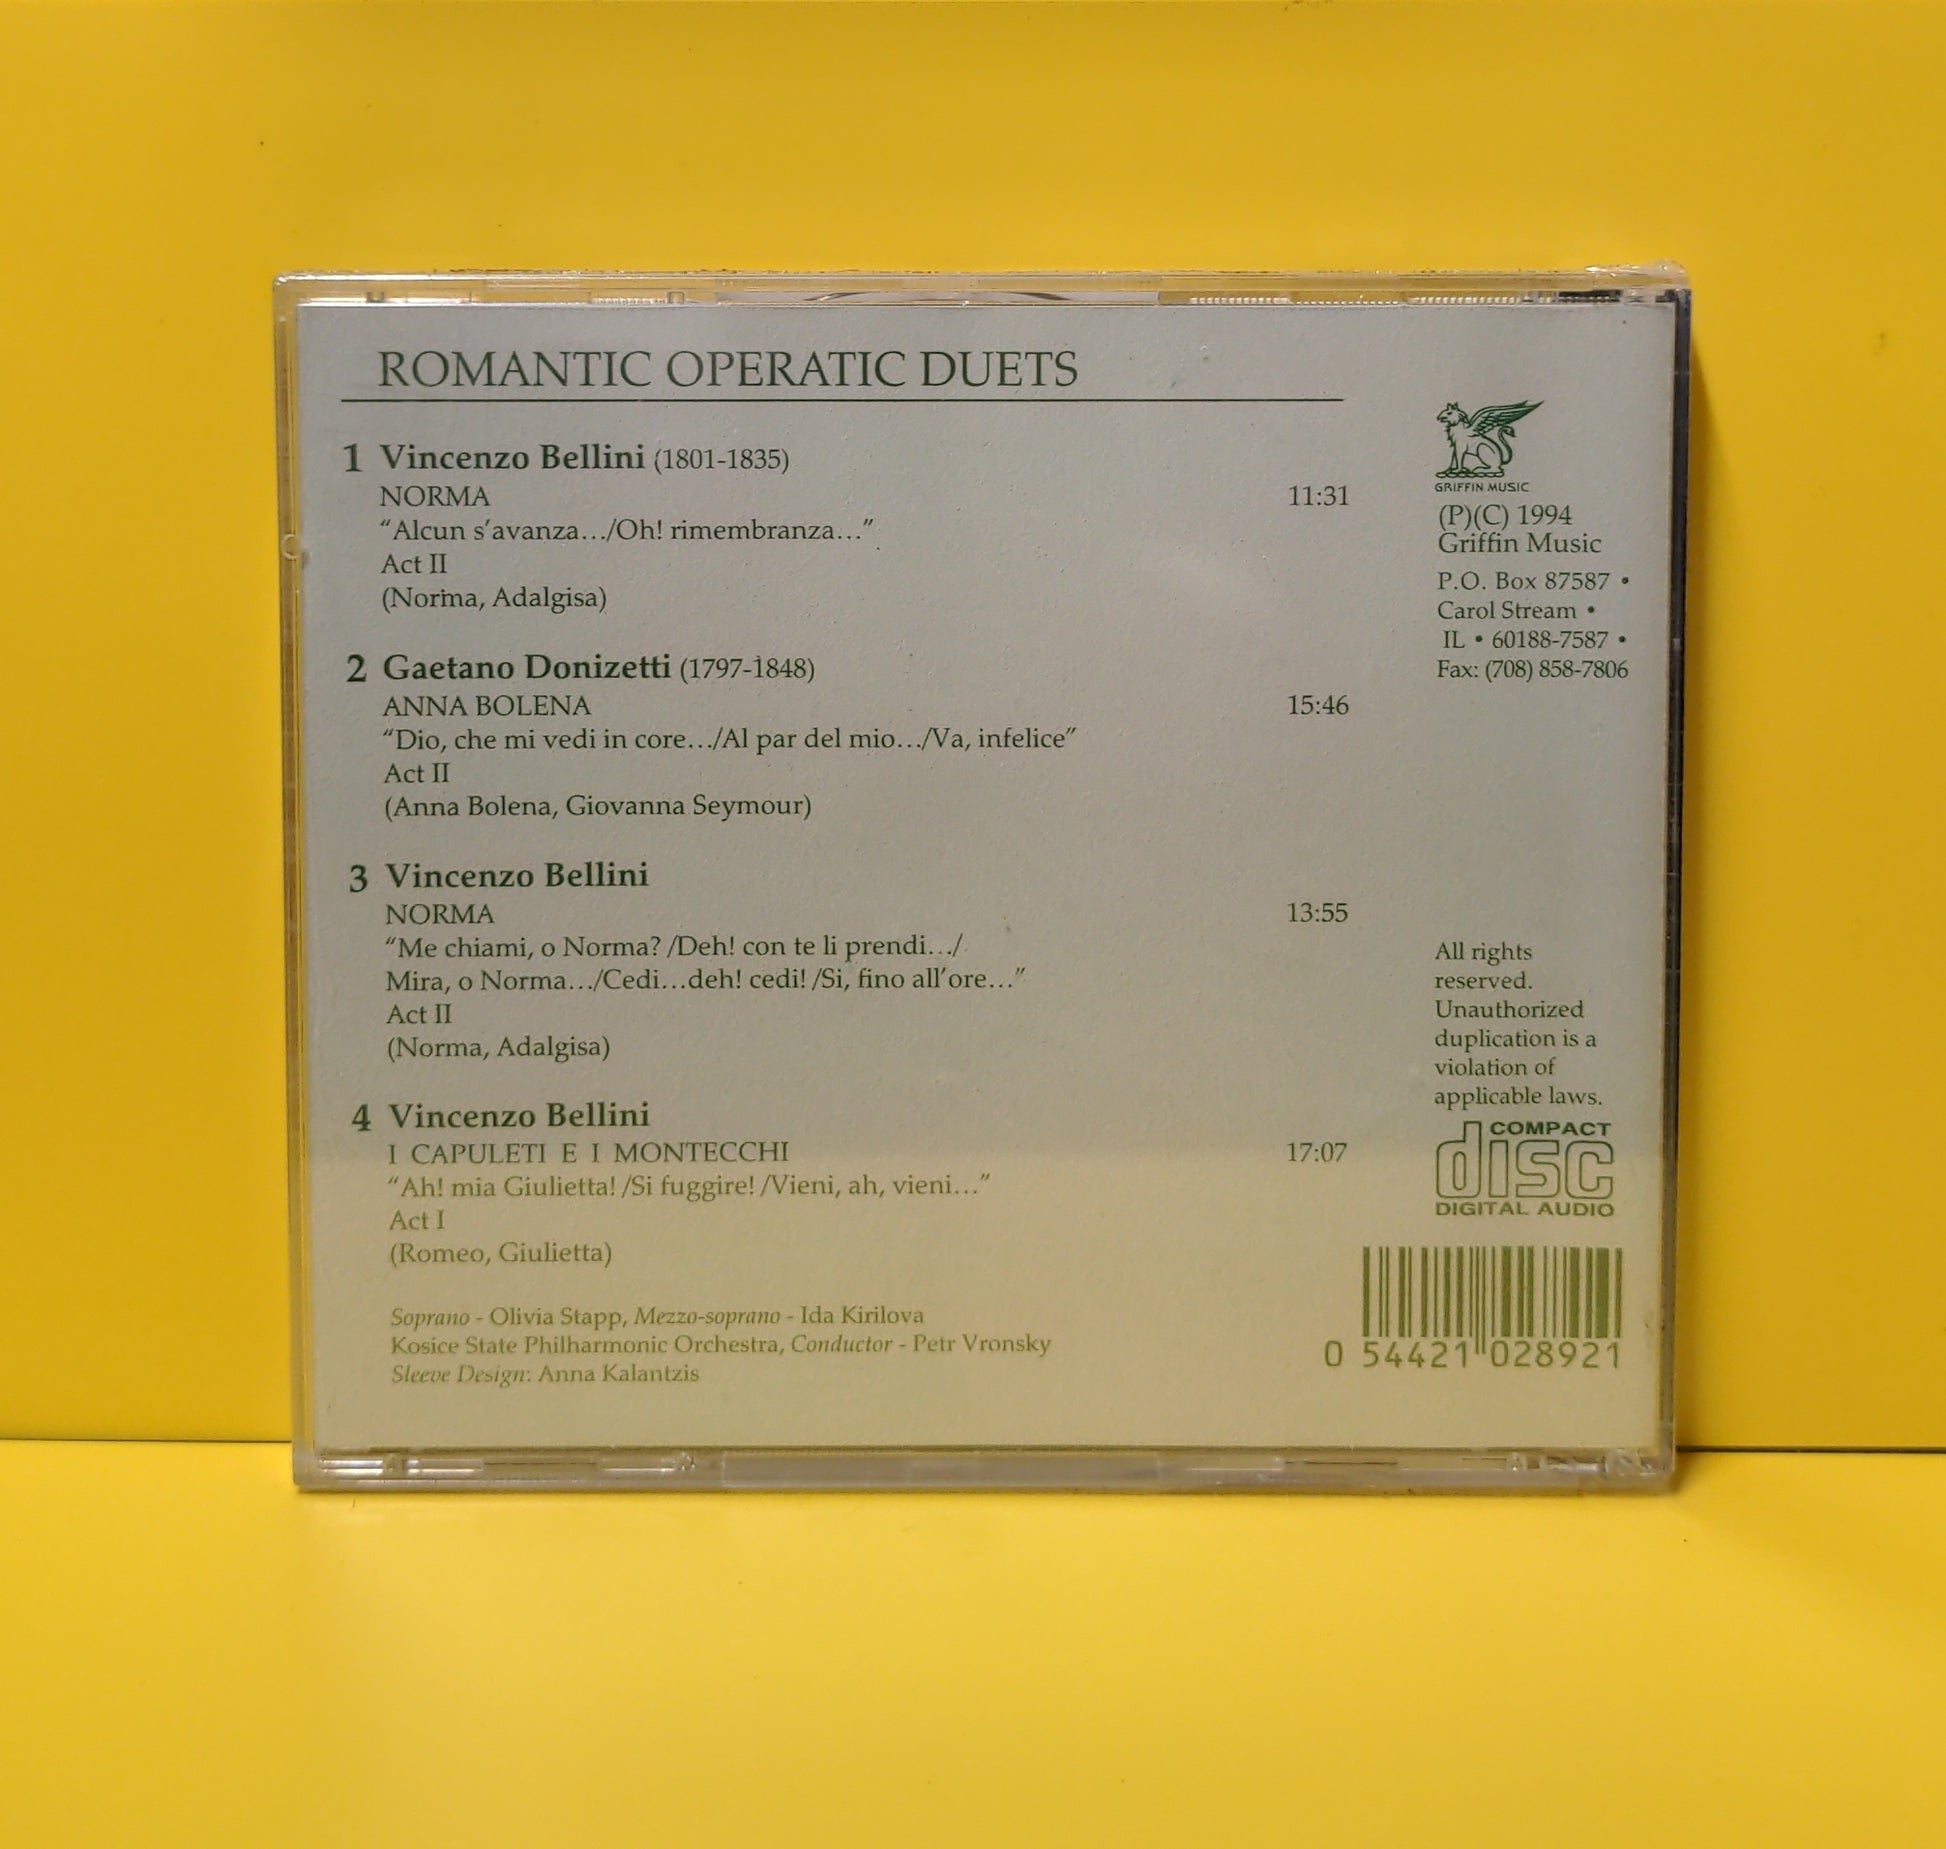 ROMANTIC OPERATIC DUETS
1 Vincenzo Bellini (1801-1835)
NORMA 11:31
“Alcun s’avanza.../Oh! rimembranza...”
Act II
(Norma, Adalgisa)
2 Gaetano Donizetti (1797-1848)
ANNA BOLENA 15:46
“Dio, che mi vedi in core.../Al par del mio.../Va, infelice”
Act II
(Anna Bolena, Giovanna Seymour)
3 Vincenzo Bellini
NORMA 13:55
“Me chiami, o Norma? /Deh! con te li prendi.../
Mira, o Norma.../Cedi...deh! cedi! /Si, fino all’ore...”
Act II
(Norma, Adalgisa)
4 Vincenzo Bellini
I CAPULETI E I MONTECCHI 17:07
“Ah! mia Giulietta! /Si fuggire! /Vieni, ah, vieni...”
Act I
(Romeo, Giulietta)
Soprano - Olivia Stapp, Mezzo-soprano - Ida Kirilova
Kosice State Philharmonic Orchestra, Conductor - Petr Vronsky
Sleeve Design: Anna Kalantzis
GRIFFIN MUSIC
(P)(C) 1994
Griffin Music
P.O. Box 87587 •
Carol Stream •
IL • 60188-7587 •
Fax: (708) 858-7806
All rights
reserved.
Unauthorized
duplication is a
violation of
applicable laws.
COMPACT
disc
DIGITAL AUDIO
0 54421 028921